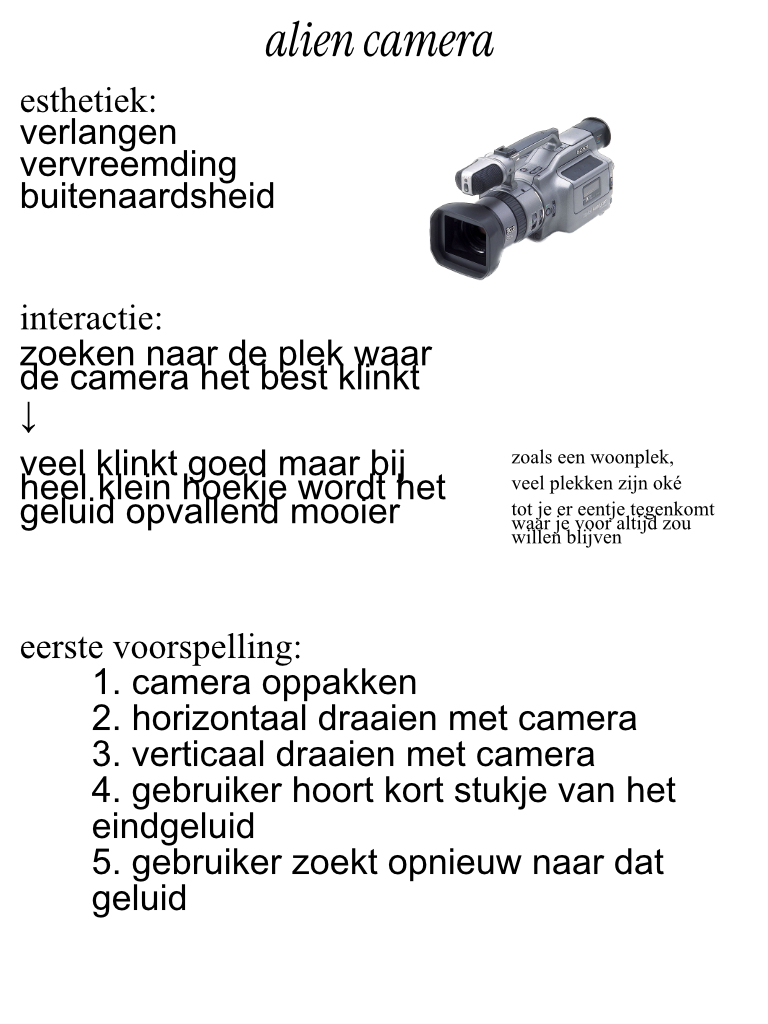 alien camera
esthetiek:
verlangen
vervreemding
buitenaardsheid
SONY
interactie:
zoeken naar de plek waar
de camera het best klinkt
↓
veel klinkt goed maar bij
heel klein hoekje wordt het
geluid opvallend mooier
zoals een woonplek,
veel plekken zijn oké
tot je er eentje tegenkomt
waar je voor altijd zou
willen blijven
eerste voorspelling:
1. camera oppakken
2. horizontaal draaien met camera
3. verticaal draaien met camera
4. gebruiker hoort kort stukje van het
eindgeluid
5. gebruiker zoekt opnieuw naar dat
geluid